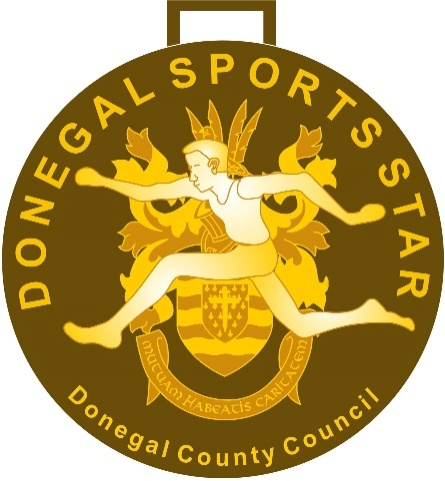 DONEGAL SPORTS STAR
MUTUAM HABEATIS CARITATEM
Donegal County Council